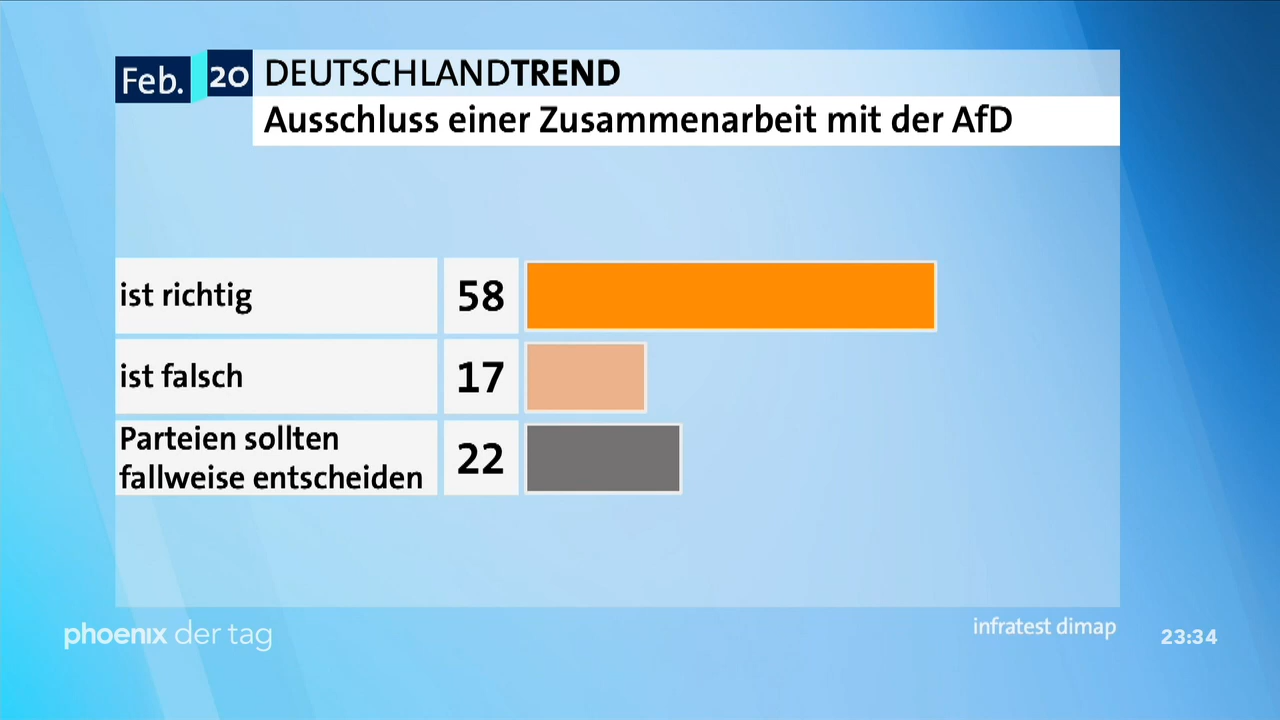 Feb. 20 DEUTSCHLANDTREND
Ausschluss einer Zusammenarbeit mit der AfD
ist richtig 58
ist falsch 17
Parteien sollten
fallweise entscheiden 22
infratest dimap
phoenix der tag
23:34